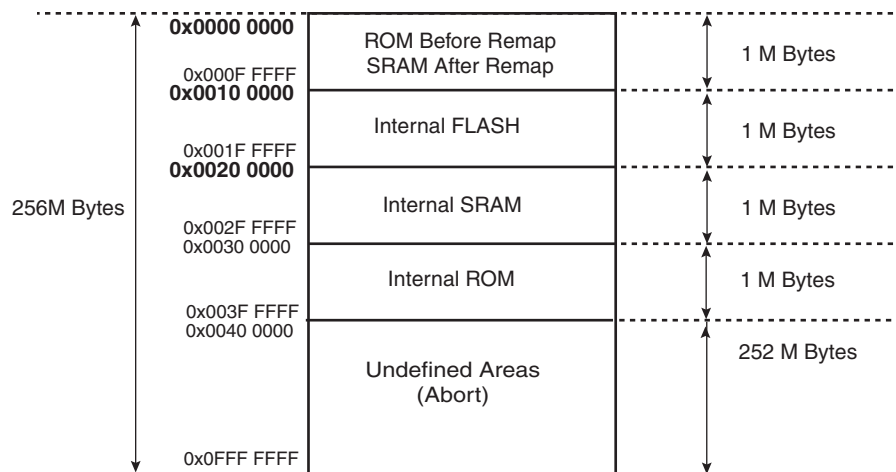 0x0000 0000
ROM Before Remap
SRAM After Remap
1 M Bytes
0x000F FFFF
0x0010 0000
Internal FLASH
1 M Bytes
0x001F FFFF
0x0020 0000
256M Bytes
Internal SRAM
1 M Bytes
0x002F FFFF
0x0030 0000
Internal ROM
1 M Bytes
0x003F FFFF
0x0040 0000
252 M Bytes
Undefined Areas
(Abort)
0x0FFF FFFF